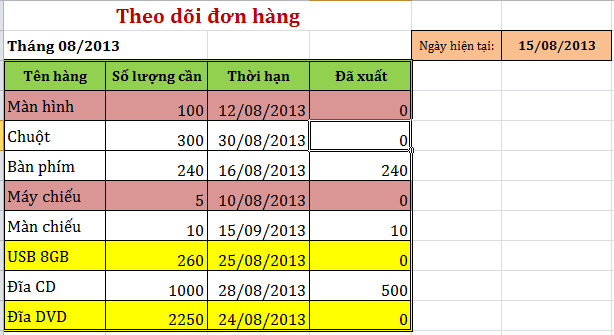 Theo dõi đơn hàng
Tháng 08/2013 Ngày hiện tại: 15/08/2013
Tên hàng Số lượng cần Thời hạn Đã xuất
Màn hình 100 12/08/2013 0
Chuột 300 30/08/2013 0
Bàn phím 240 16/08/2013 240
Máy chiếu 5 10/08/2013 0
Màn chiếu 10 15/09/2013 10
USB 8GB 260 25/08/2013 0
Đĩa CD 1000 28/08/2013 500
Đĩa DVD 2250 24/08/2013 0